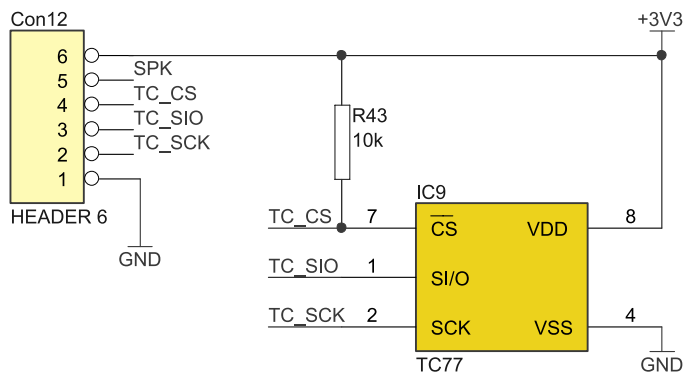 Con12
+3V3
6
5 SPK
4 TC_CS
3 TC_SIO
2 TC_SCK
1
HEADER 6
GND
R43
10k
IC9
TC_CS 7 CS VDD 8
TC_SIO 1 SI/O
TC_SCK 2 SCK VSS 4
TC77
GND